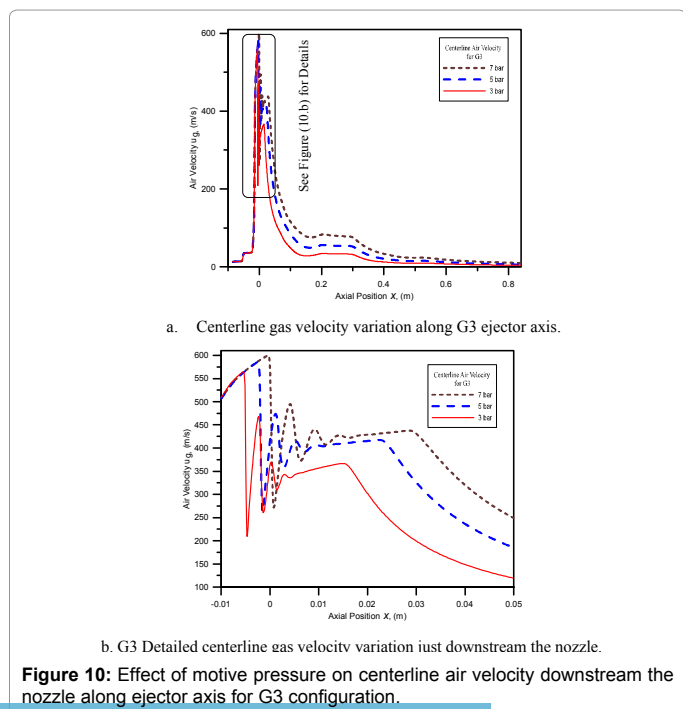 600
400
200
0
Air Velocity ug, (m/s)
Centerline Air Velocity
for G3
7 bar
5 bar
3 bar
See Figure (10.b) for Details
0 0.2 0.4 0.6 0.8
Axial Position X, (m)
a. Centerline gas velocity variation along G3 ejector axis.
600
550
500
450
400
350
300
250
200
150
100
Air Velocity ug, (m/s)
Centerline Air Velocity
for G3
7 bar
5 bar
3 bar
-0.01 0 0.01 0.02 0.03 0.04 0.05
Axial Position X, (m)
b. G3 Detailed centerline gas velocity variation just downstream the nozzle.
Figure 10: Effect of motive pressure on centerline air velocity downstream the
nozzle along ejector axis for G3 configuration.